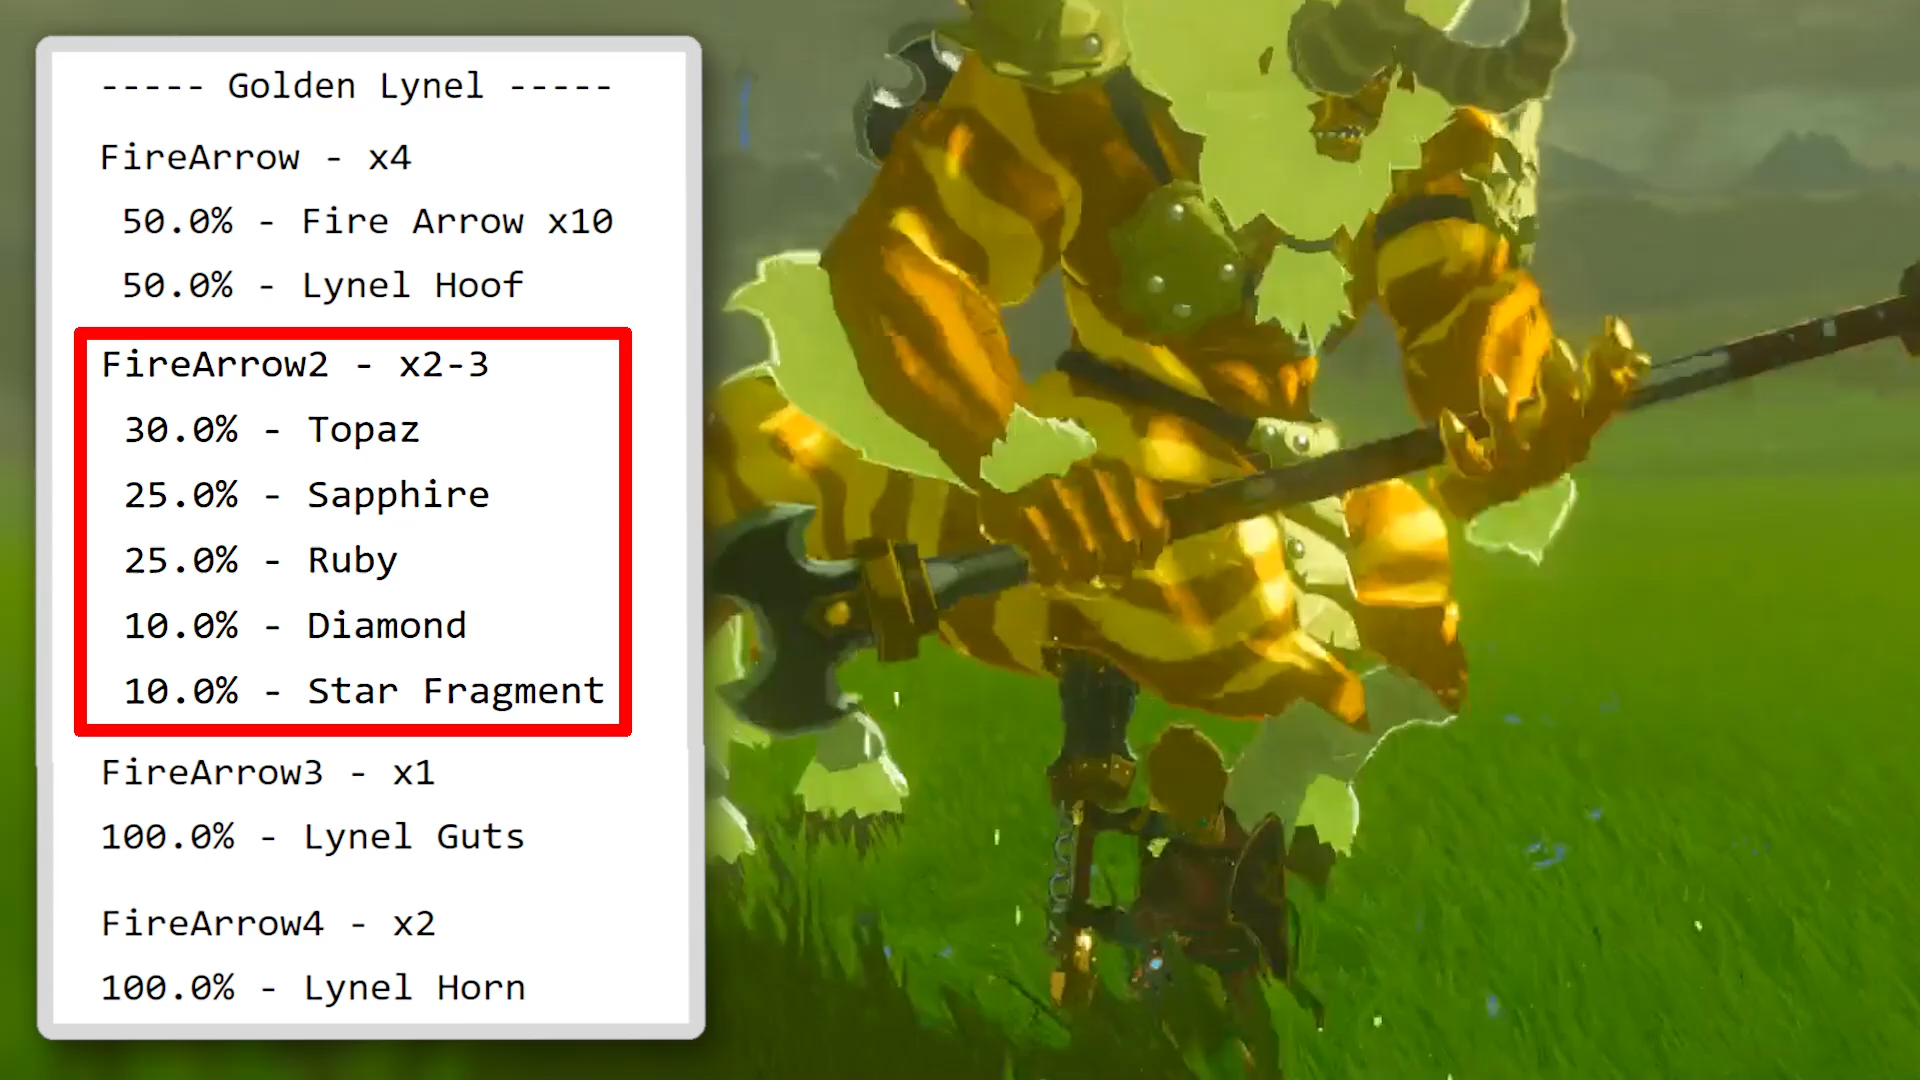 ----- Golden Lynel -----
FireArrow - x4
50.0% - Fire Arrow x10
50.0% - Lynel Hoof
FireArrow2 - x2-3
30.0% - Topaz
25.0% - Sapphire
25.0% - Ruby
10.0% - Diamond
10.0% - Star Fragment
FireArrow3 - x1
100.0% - Lynel Guts
FireArrow4 - x2
100.0% - Lynel Horn